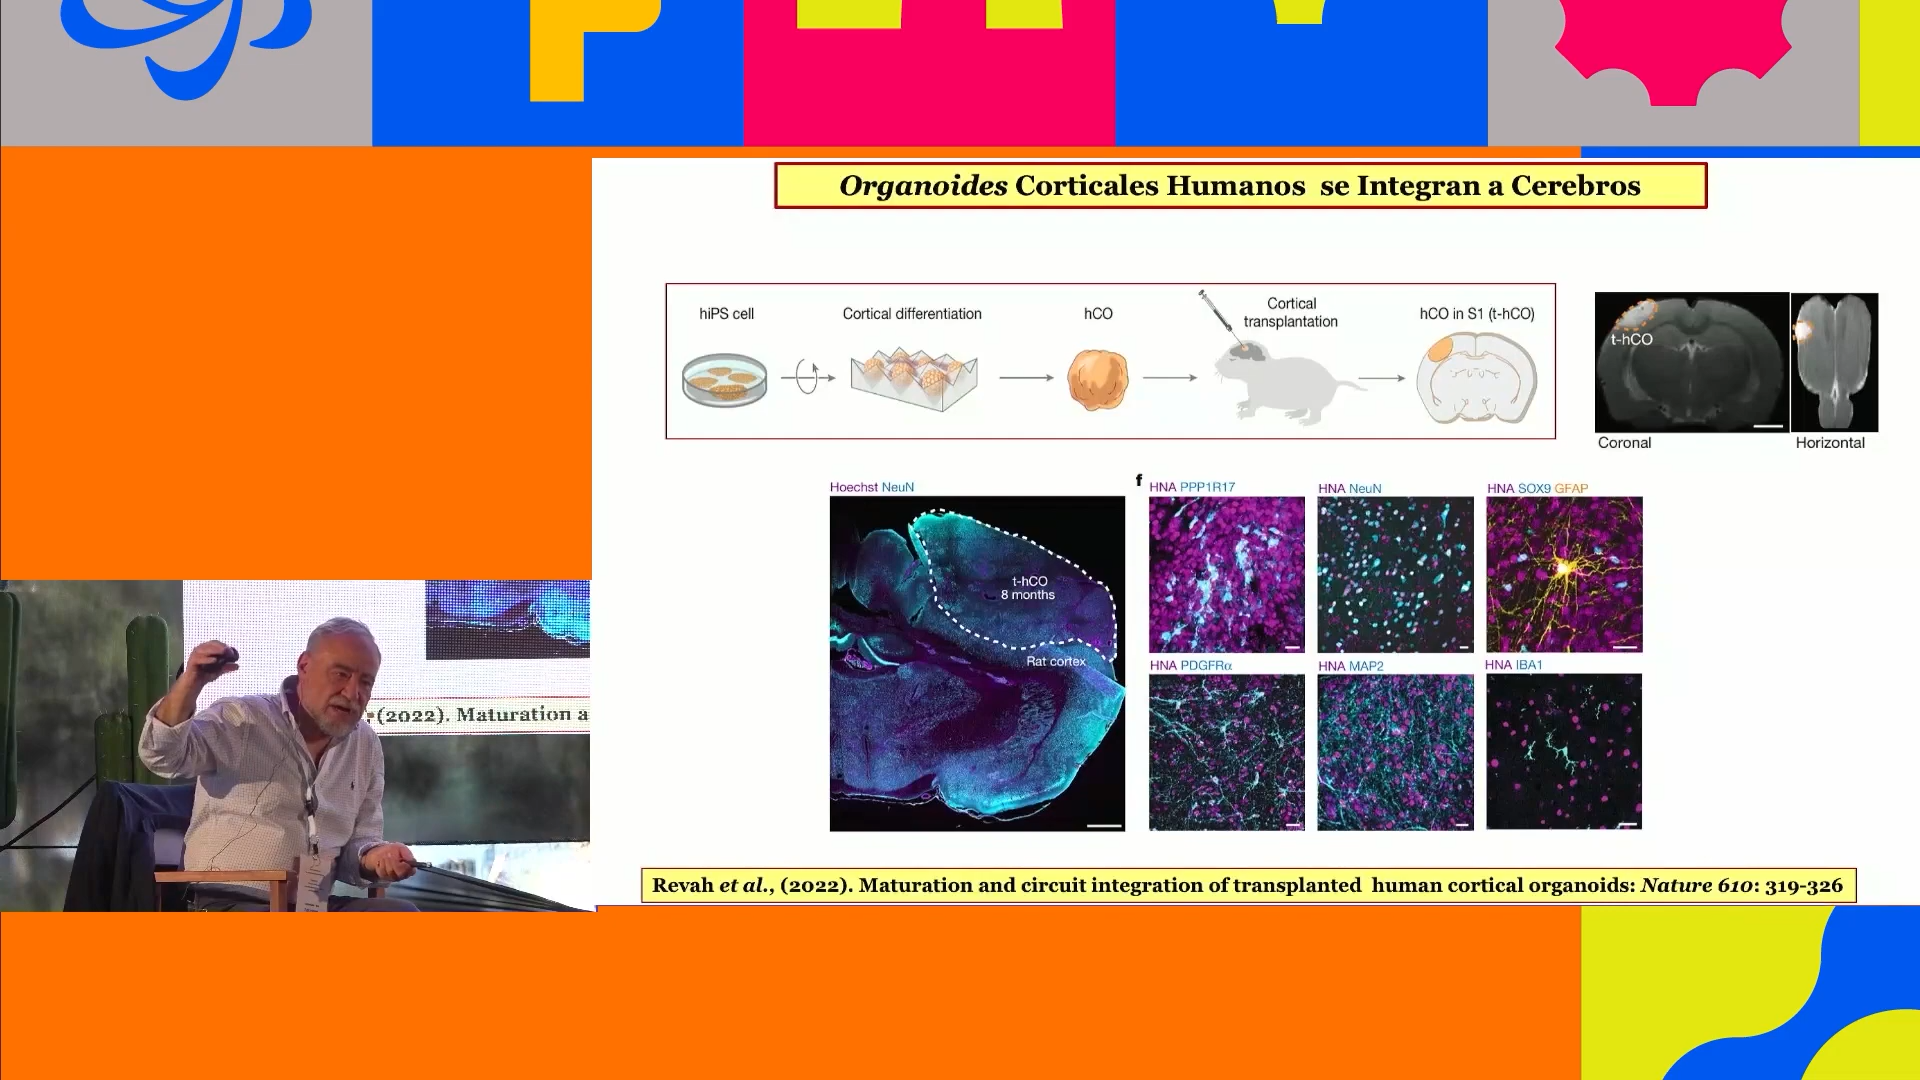 Organoides Corticales Humanos se Integran a Cerebros
hiPS cell
Cortical differentiation
hCO
Cortical
transplantation
hCO in S1 (t-hCO)
t-hCO
Coronal
Horizontal
Hoechst NeuN
t-hCO
8 months
Rat cortex
f
HNA PPP1R17
HNA NeuN
HNA SOX9 GFAP
HNA PDGFRα
HNA MAP2
HNA IBA1
(2022). Maturation a
Revah et al., (2022). Maturation and circuit integration of transplanted human cortical organoids: Nature 610: 319-326